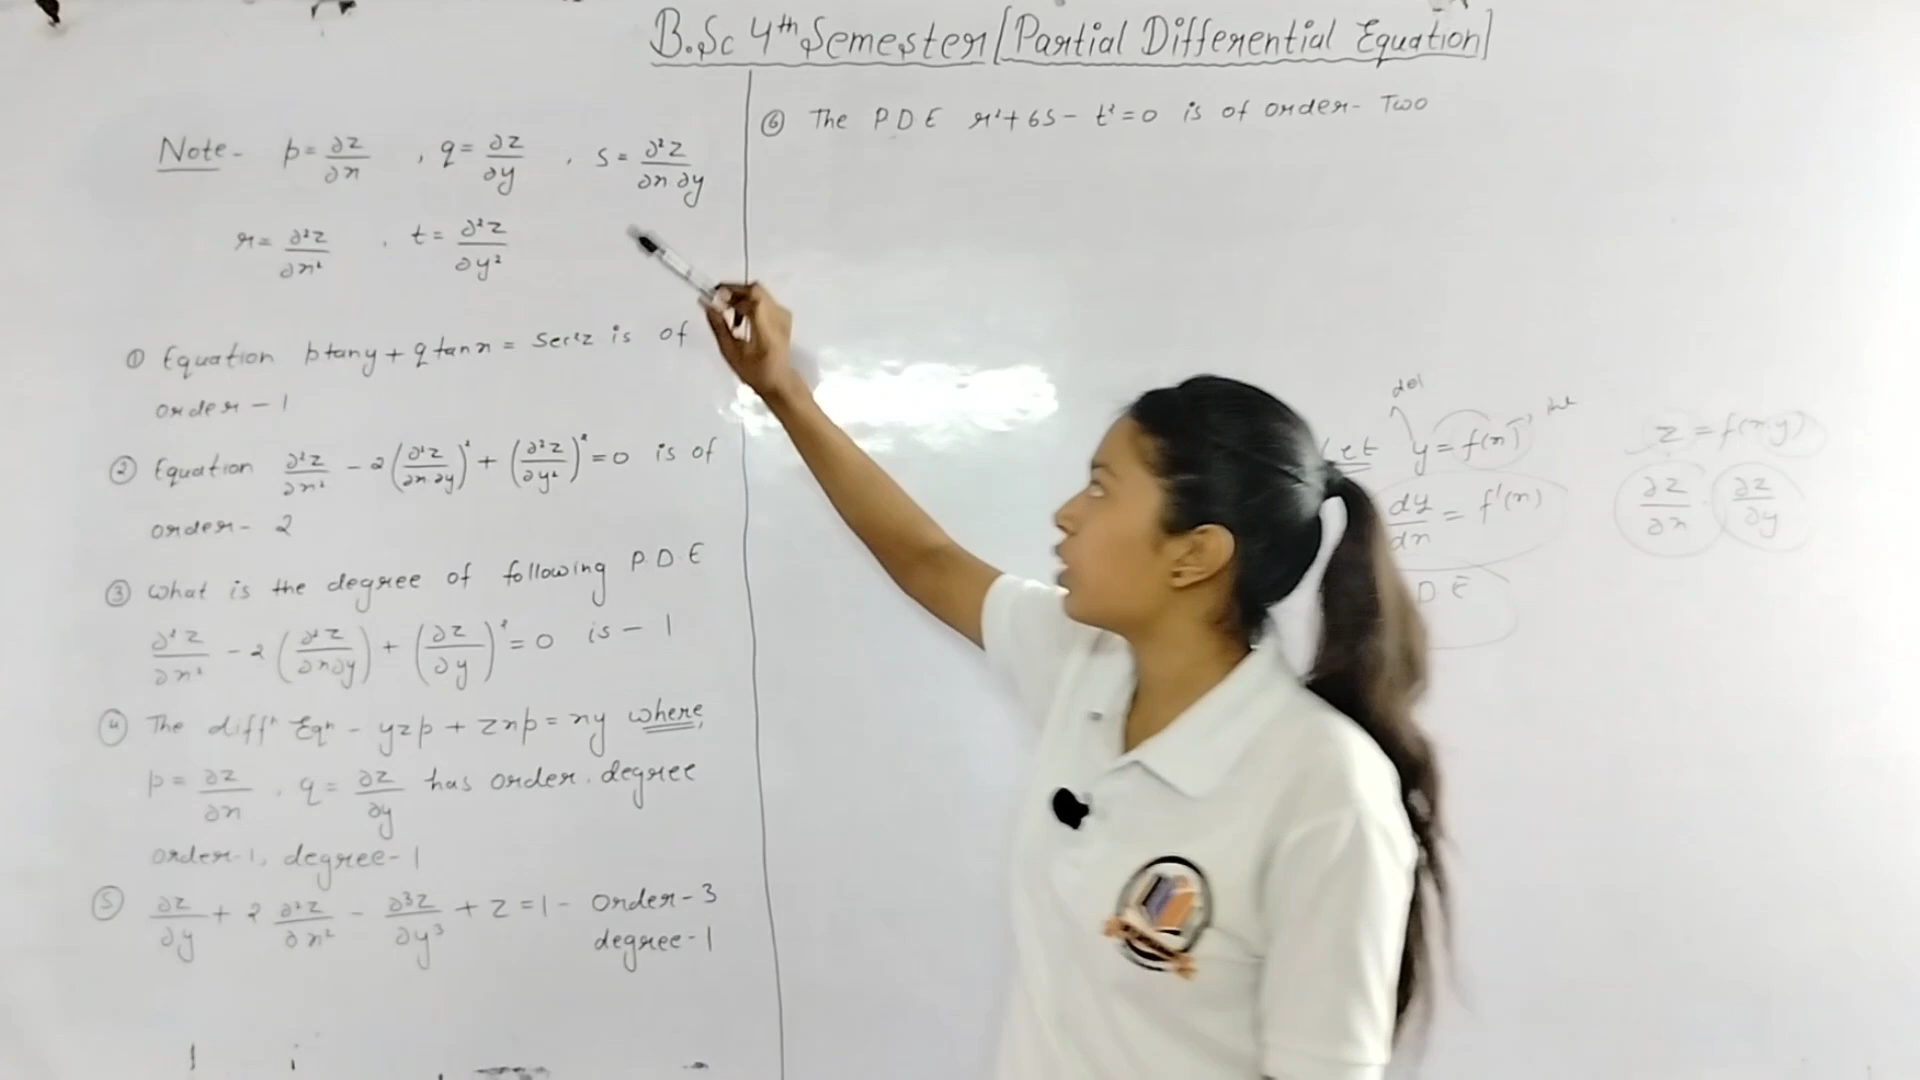 B.Sc 4th Semester [Partial Differential Equation]
Note- p = ∂z/∂x , q = ∂z/∂y , s = ∂²z/∂x∂y
r = ∂²z/∂x² , t = ∂²z/∂y²
① Equation p tany + q tanx = sec²z is of
order - 1
② Equation ∂²z/∂x² - 2(∂²z/∂x∂y)² + (∂²z/∂y²)² = 0 is of
order- 2
③ What is the degree of following P.D.E
∂²z/∂x² - 2(∂²z/∂x∂y) + (∂z/∂y)² = 0 is - 1
④ The diffⁿ Eqⁿ - yzp + zxp = xy where,
p = ∂z/∂x , q = ∂z/∂y has order, degree
order-1, degree-1
⑤ ∂z/∂y + 2 ∂²z/∂x² - ∂³z/∂y³ + z = 1 - order-3
degree-1
⑥ The P D E r² + 6s - t² = 0 is of order- Two
y = f(x)
dy/dx = f'(x)
D E
z = f(x y)
∂z/∂x . ∂z/∂y